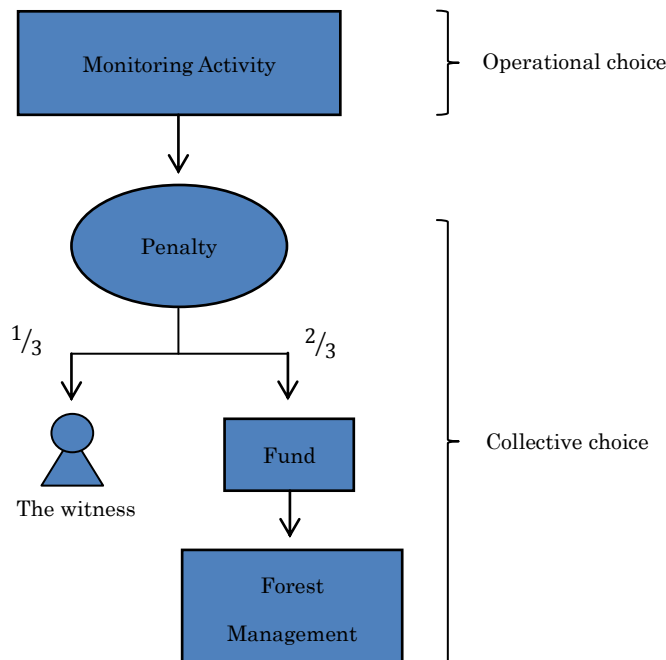 Monitoring Activity
Operational choice
Penalty
1/3
2/3
Fund
Collective choice
The witness
Forest
Management